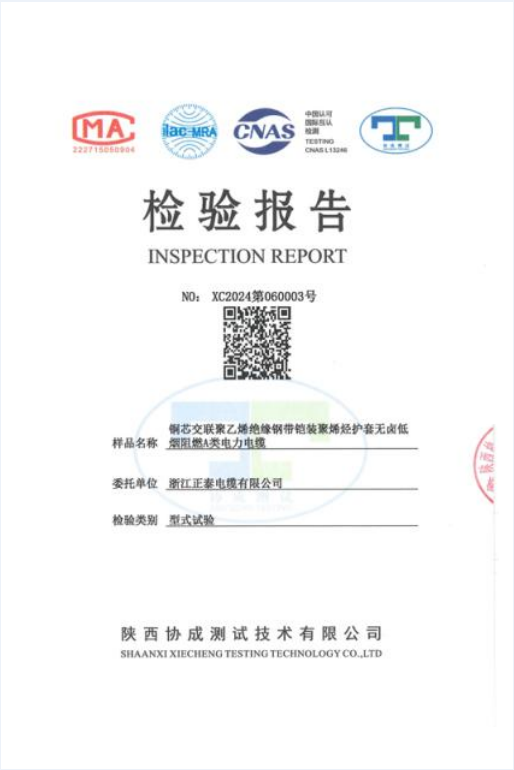 MA
222715050904
ilac-MRA
CNAS
中国认可
国际互认
检测
TESTING
CNAS L13246
检验报告
INSPECTION REPORT
NO: XC2024第060003号
样品名称 铜芯交联聚乙烯绝缘钢带铠装聚烯烃护套无卤低
烟阻燃A类电力电缆
委托单位 浙江正泰电缆有限公司
检验类别 型式试验
陕西协成测试技术有限公司
SHAANXI XIECHENG TESTING TECHNOLOGY CO.,LTD